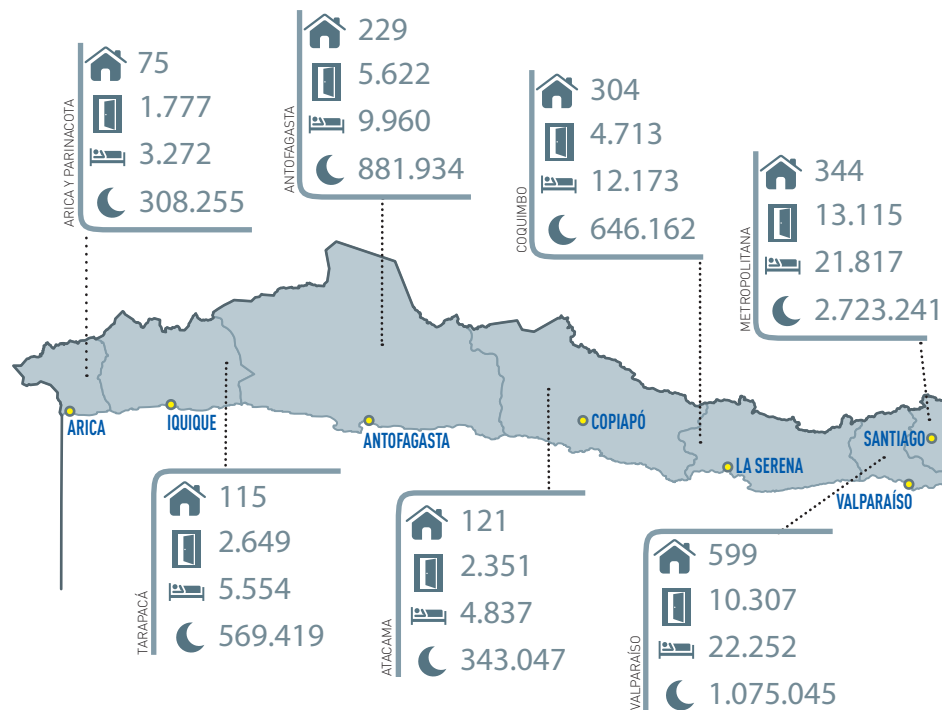 ARICA Y PARINACOTA
75
1.777
3.272
308.255
ANTOFAGASTA
229
5.622
9.960
881.934
COQUIMBO
304
4.713
12.173
646.162
METROPOLITANA
344
13.115
21.817
2.723.241
ARICA
IQUIQUE
ANTOFAGASTA
COPIAPÓ
LA SERENA
SANTIAGO
VALPARAÍSO
TARAPACÁ
115
2.649
5.554
569.419
ATACAMA
121
2.351
4.837
343.047
VALPARAÍSO
599
10.307
22.252
1.075.045